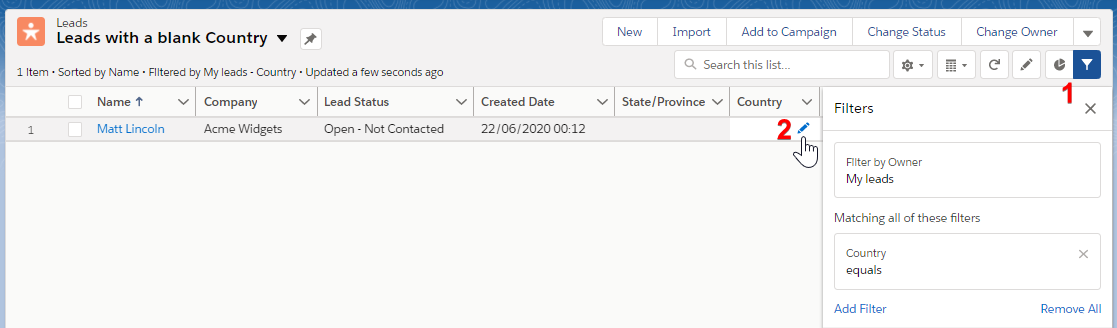 Leads
Leads with a blank Country
New Import Add to Campaign Change Status Change Owner
1 Item • Sorted by Name • Filtered by My leads - Country • Updated a few seconds ago
Search this list...
1
Name Company Lead Status Created Date State/Province Country
Filters
1 Matt Lincoln Acme Widgets Open - Not Contacted 22/06/2020 00:12 2
Filter by Owner
My leads
Matching all of these filters
Country
equals
Add Filter Remove All